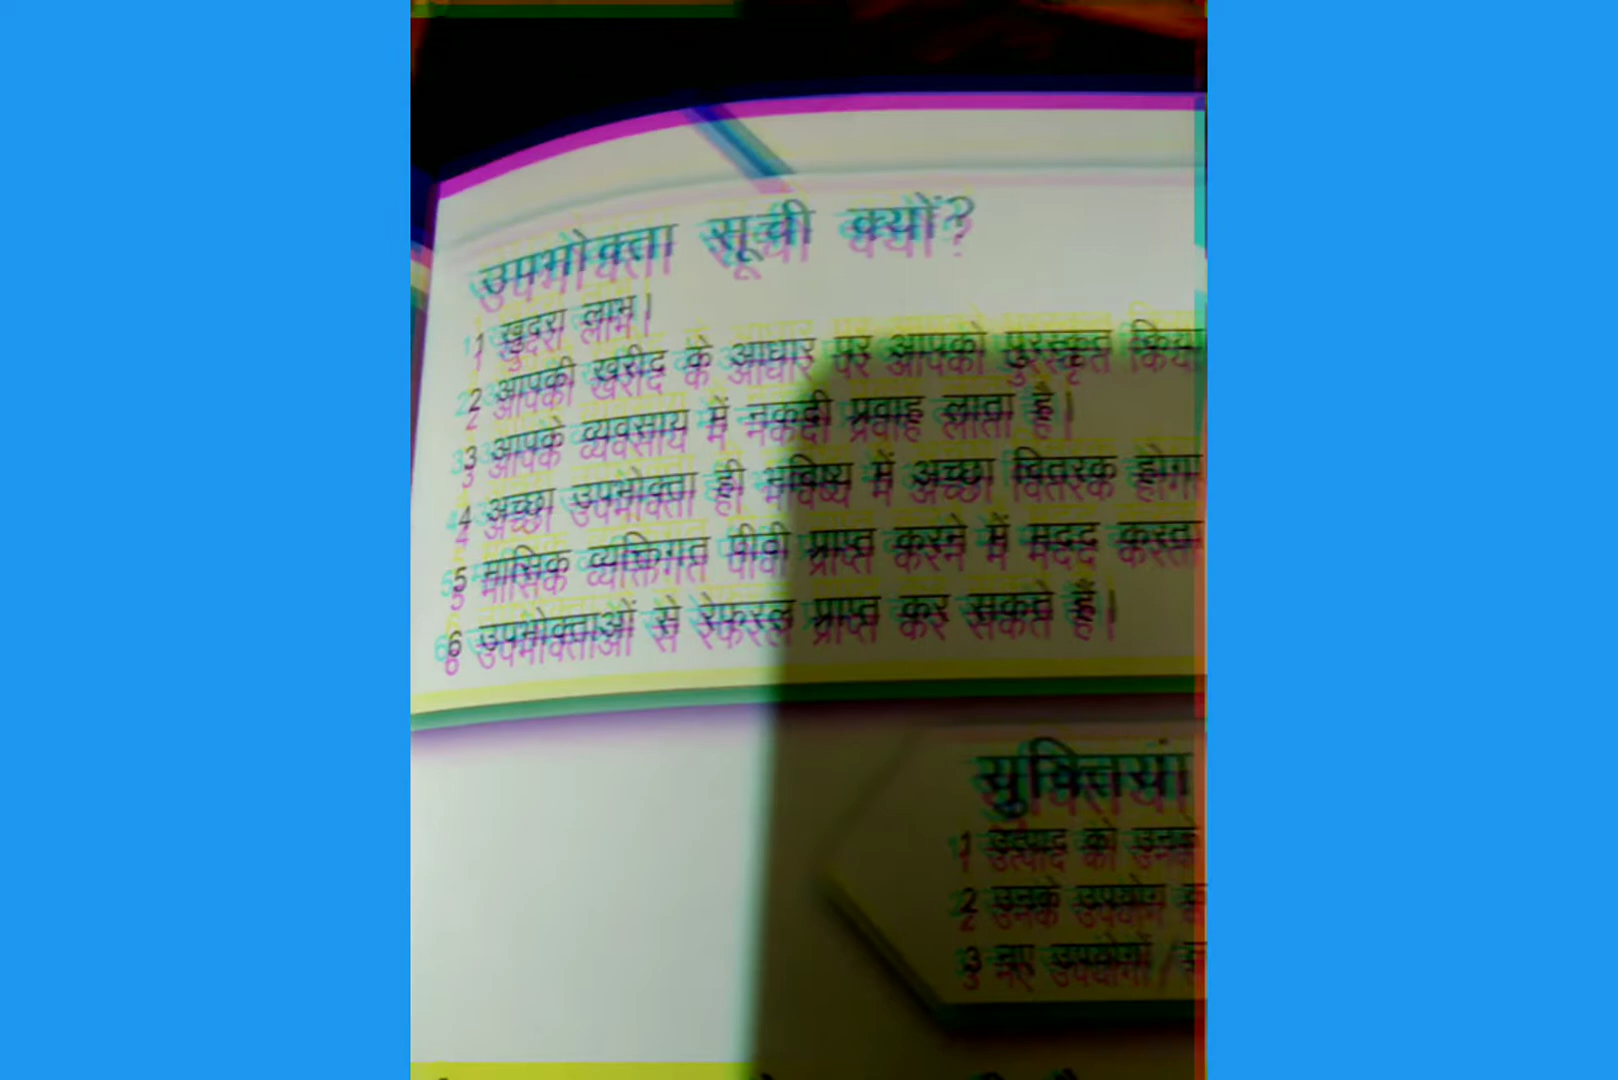 उपभोक्ता सूची क्यों?
1 खुदरा लाभ।
2 आपकी खरीद के आधार पर आपको पुरस्कृत किया
3 आपके व्यवसाय में नकदी प्रवाह लाता है।
4 अच्छा उपभोक्ता ही भविष्य में अच्छा वितरक होगा
5 मासिक व्यक्तिगत पीवी प्राप्त करने में मदद करता
6 उपभोक्ताओं से रेफरल प्राप्त कर सकते हैं।
1 उत्पाद को उनके
2 उनके उपयोग
3 नए उपयोगों /